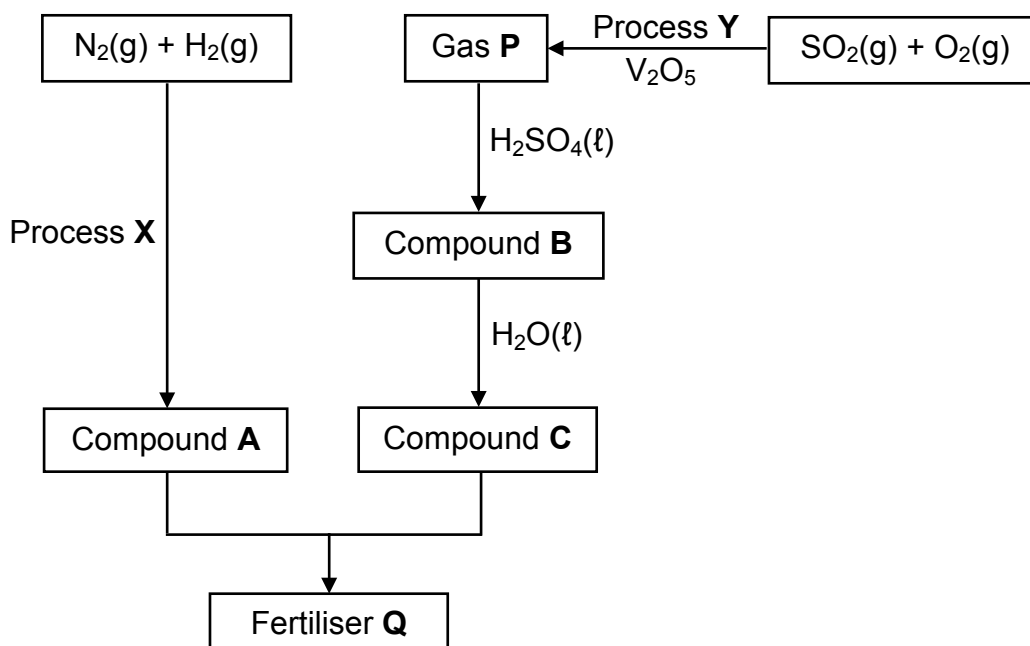 N₂(g) + H₂(g)
Gas P
Process Y
V₂O₅
SO₂(g) + O₂(g)
H₂SO₄(ℓ)
Process X
Compound B
H₂O(ℓ)
Compound A
Compound C
Fertiliser Q